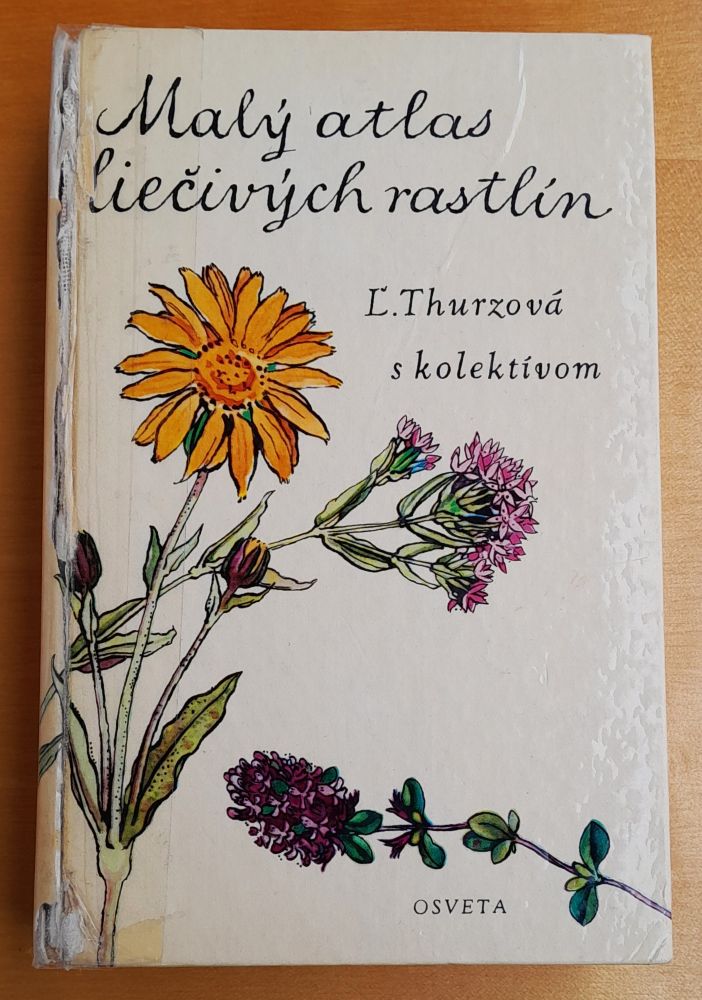 Malý atlas
liečivých rastlín
Ľ. Thurzová
s kolektívom
OSVETA